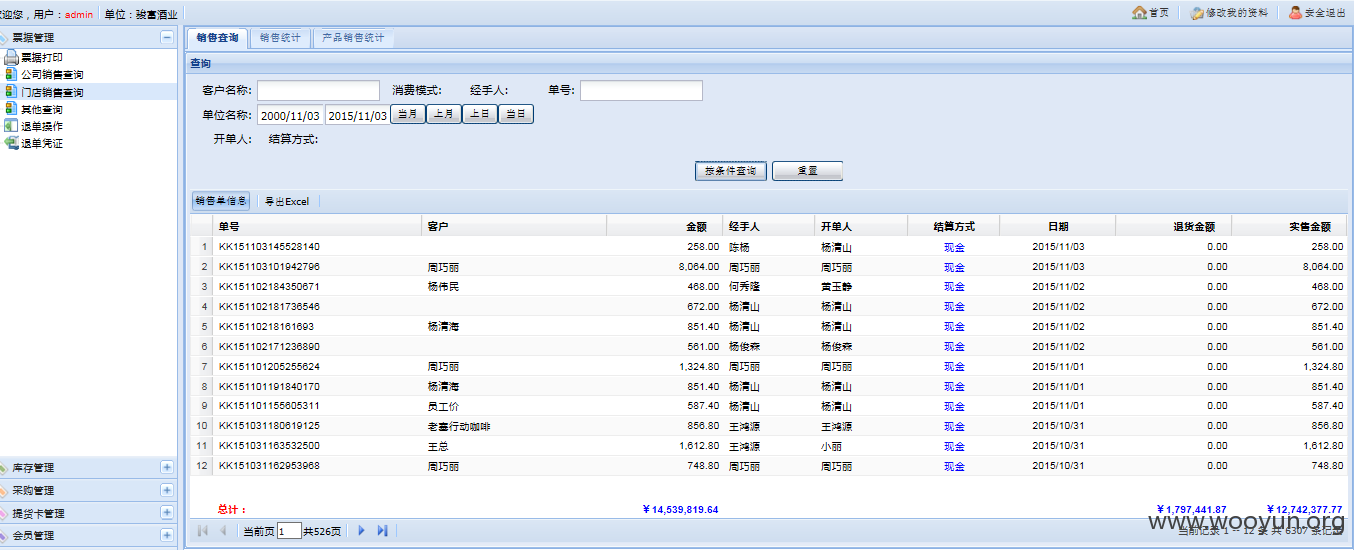 欢迎您，用户：admin 单位：骏富酒业 首页 修改我的资料 安全退出
票据管理
票据打印
公司销售查询
门店销售查询
其他查询
退单操作
退单凭证
库存管理
采购管理
提货卡管理
会员管理
销售查询 销售统计 产品销售统计
查询
客户名称: 消费模式: 经手人: 单号:
单位名称: 2000/11/03 2015/11/03 当月 上月 上日 当日
开单人: 结算方式:
按条件查询 重置
销售单信息 导出Excel
单号 客户 金额 经手人 开单人 结算方式 日期 退货金额 实售金额
1 KK151103145528140 258.00 陈杨 杨清山 现金 2015/11/03 0.00 258.00
2 KK151103101942796 周巧丽 8,064.00 周巧丽 周巧丽 现金 2015/11/03 0.00 8,064.00
3 KK151102184350671 杨伟民 468.00 何秀隆 黄玉静 现金 2015/11/02 0.00 468.00
4 KK151102181736546 672.00 杨清山 杨清山 现金 2015/11/02 0.00 672.00
5 KK15110218161693 杨清海 851.40 杨清山 杨清山 现金 2015/11/02 0.00 851.40
6 KK151102171236890 561.00 杨俊森 杨俊森 现金 2015/11/02 0.00 561.00
7 KK151101205255624 周巧丽 1,324.80 周巧丽 周巧丽 现金 2015/11/01 0.00 1,324.80
8 KK151101191840170 杨清海 851.40 杨清山 杨清山 现金 2015/11/01 0.00 851.40
9 KK151101155605311 员工价 587.40 杨清山 杨清山 现金 2015/11/01 0.00 587.40
10 KK151031180619125 老塞行动咖啡 856.80 王鸿源 王鸿源 现金 2015/10/31 0.00 856.80
11 KK151031163532500 王总 1,612.80 王鸿源 小丽 现金 2015/10/31 0.00 1,612.80
12 KK151031162953968 周巧丽 748.80 周巧丽 周巧丽 现金 2015/10/31 0.00 748.80
总计： ￥14,539,819.64 ￥1,797,441.87 ￥12,742,377.77
当前页 1 共526页 当前记录 1 -- 12 条 共 6307 条记录
www.wooyun.org